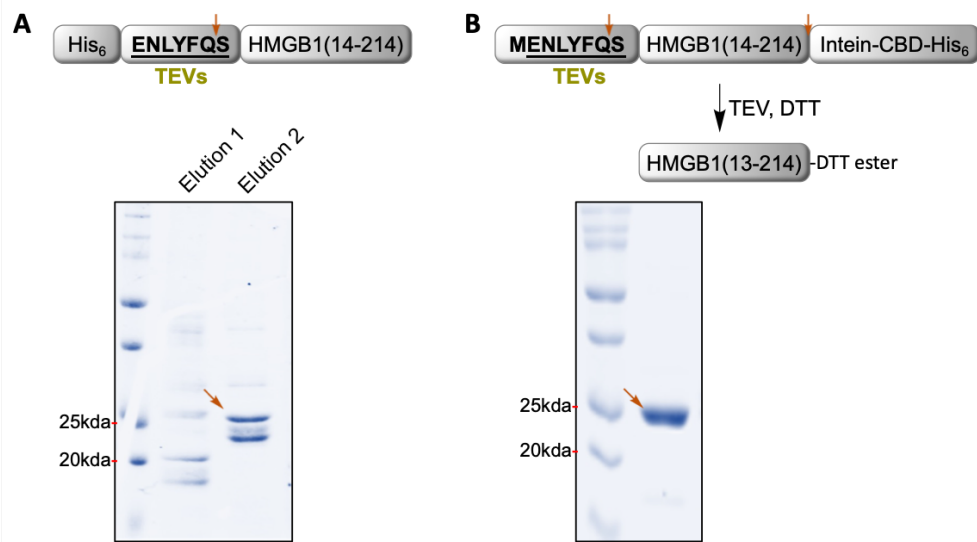 A
His₆ ENLYFQS HMGB1(14-214)
TEVs
Elution 1
Elution 2
25kda
20kda
B
MENLYFQS HMGB1(14-214) Intein-CBD-His₆
TEVs
TEV, DTT
HMGB1(13-214) -DTT ester
25kda
20kda